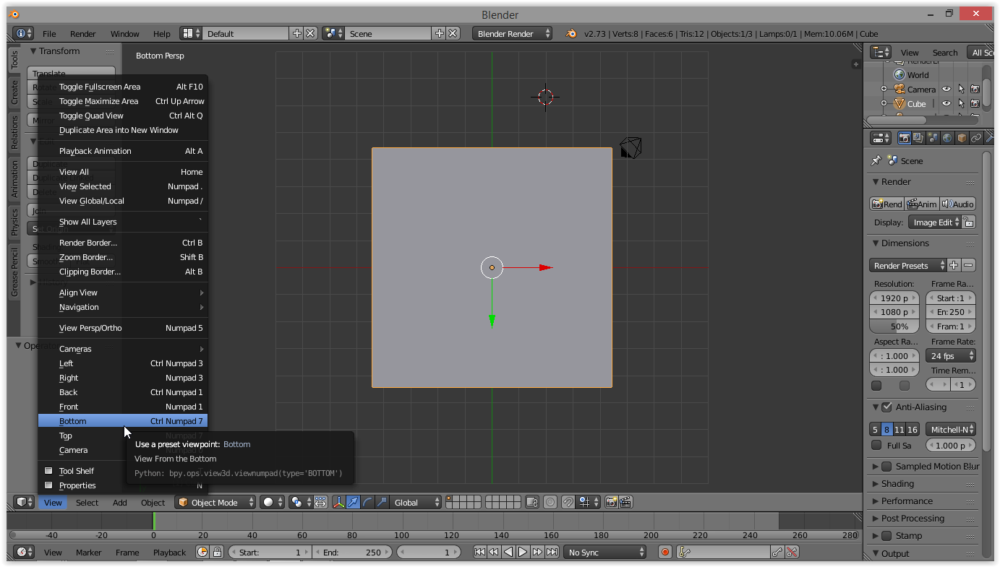 Blender
File Render Window Help Default Scene Blender Render v2.73 | Verts:8 | Faces:6 | Tris:12 | Objects:1/3 | Lamps:0/1 | Mem:10.06M | Cube
Tools
Create
Relations
Animation
Physics
Grease Pencil
Transform
Translate
Bottom Persp
Toggle Fullscreen Area Alt F10
Toggle Maximize Area Ctrl Up Arrow
Toggle Quad View Ctrl Alt Q
Duplicate Area into New Window
Playback Animation Alt A
View All Home
View Selected Numpad .
View Global/Local Numpad /
Show All Layers `
Render Border... Ctrl B
Zoom Border... Shift B
Clipping Border... Alt B
Align View
Navigation
View Persp/Ortho Numpad 5
Cameras
Left Ctrl Numpad 3
Right Numpad 3
Back Ctrl Numpad 1
Front Numpad 1
Bottom Ctrl Numpad 7
Top Numpad 7
Camera
Tool Shelf
Properties N
Use a preset viewpoint: Bottom
View From the Bottom
Python: bpy.ops.view3d.viewnumpad(type='BOTTOM')
View Select Add Object Object Mode Global
-40 -20 0 20 40 60 80 100 120 140 160 180 200 220 240 260 280
View Marker Frame Playback Start: 1 End: 250 1 No Sync
View Search All Sc
World
Camera
Cube
Scene
Render
Rend Anim Audio
Display: Image Edit
Dimensions
Render Presets
Resolution: Frame Ra...
1920 p Start :1
1080 p En: 250
50% Fram: 1
Aspect Ra... Frame Rate:
: 1.000 24 fps
: 1.000 Time Rem...
1
Anti-Aliasing
5 8 11 16 Mitchell-N
Full Sa 1.000 p
Sampled Motion Blur
Shading
Performance
Post Processing
Stamp
Output